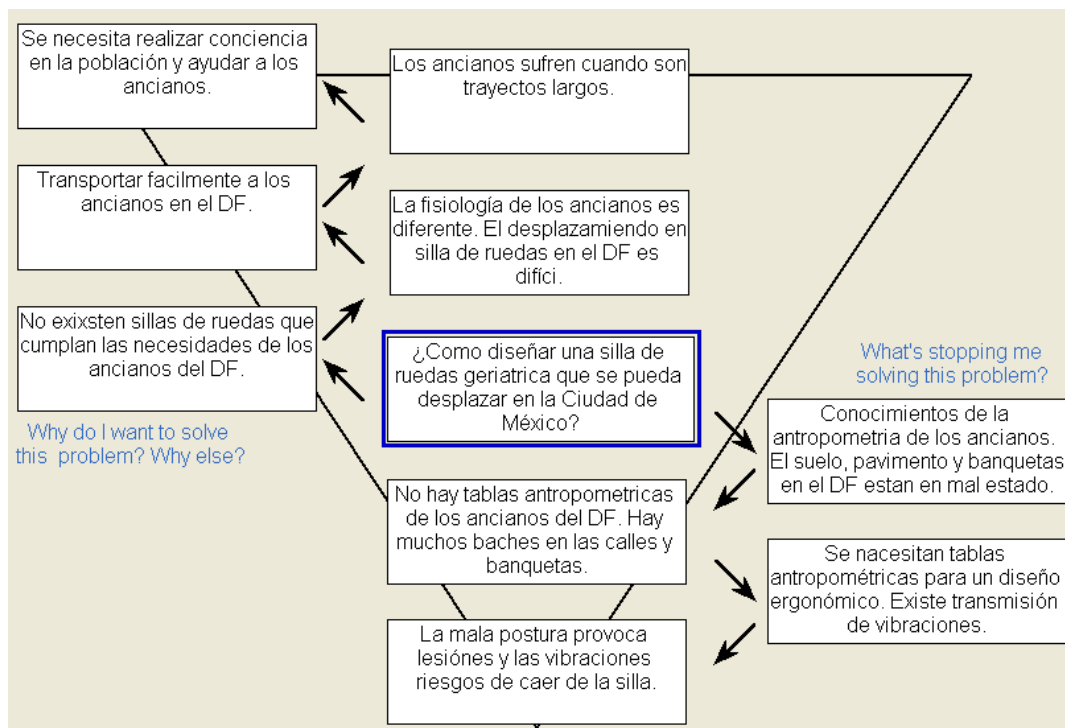 Se necesita realizar conciencia
en la población y ayudar a los
ancianos.
Los ancianos sufren cuando son
trayectos largos.
Transportar facilmente a los
ancianos en el DF.
La fisiología de los ancianos es
diferente. El desplazamiendo en
silla de ruedas en el DF es
difíci.
No exixsten sillas de ruedas que
cumplan las necesidades de los
ancianos del DF.
¿Como diseñar una silla de
ruedas geriatrica que se pueda
desplazar en la Ciudad de
México?
What's stopping me
solving this problem?
Why do I want to solve
this problem? Why else?
Conocimientos de la
antropometria de los ancianos.
El suelo, pavimento y banquetas
en el DF estan en mal estado.
No hay tablas antropometricas
de los ancianos del DF. Hay
muchos baches en las calles y
banquetas.
Se nacesitan tablas
antropométricas para un diseño
ergonómico. Existe transmisión
de vibraciones.
La mala postura provoca
lesiónes y las vibraciones
riesgos de caer de la silla.